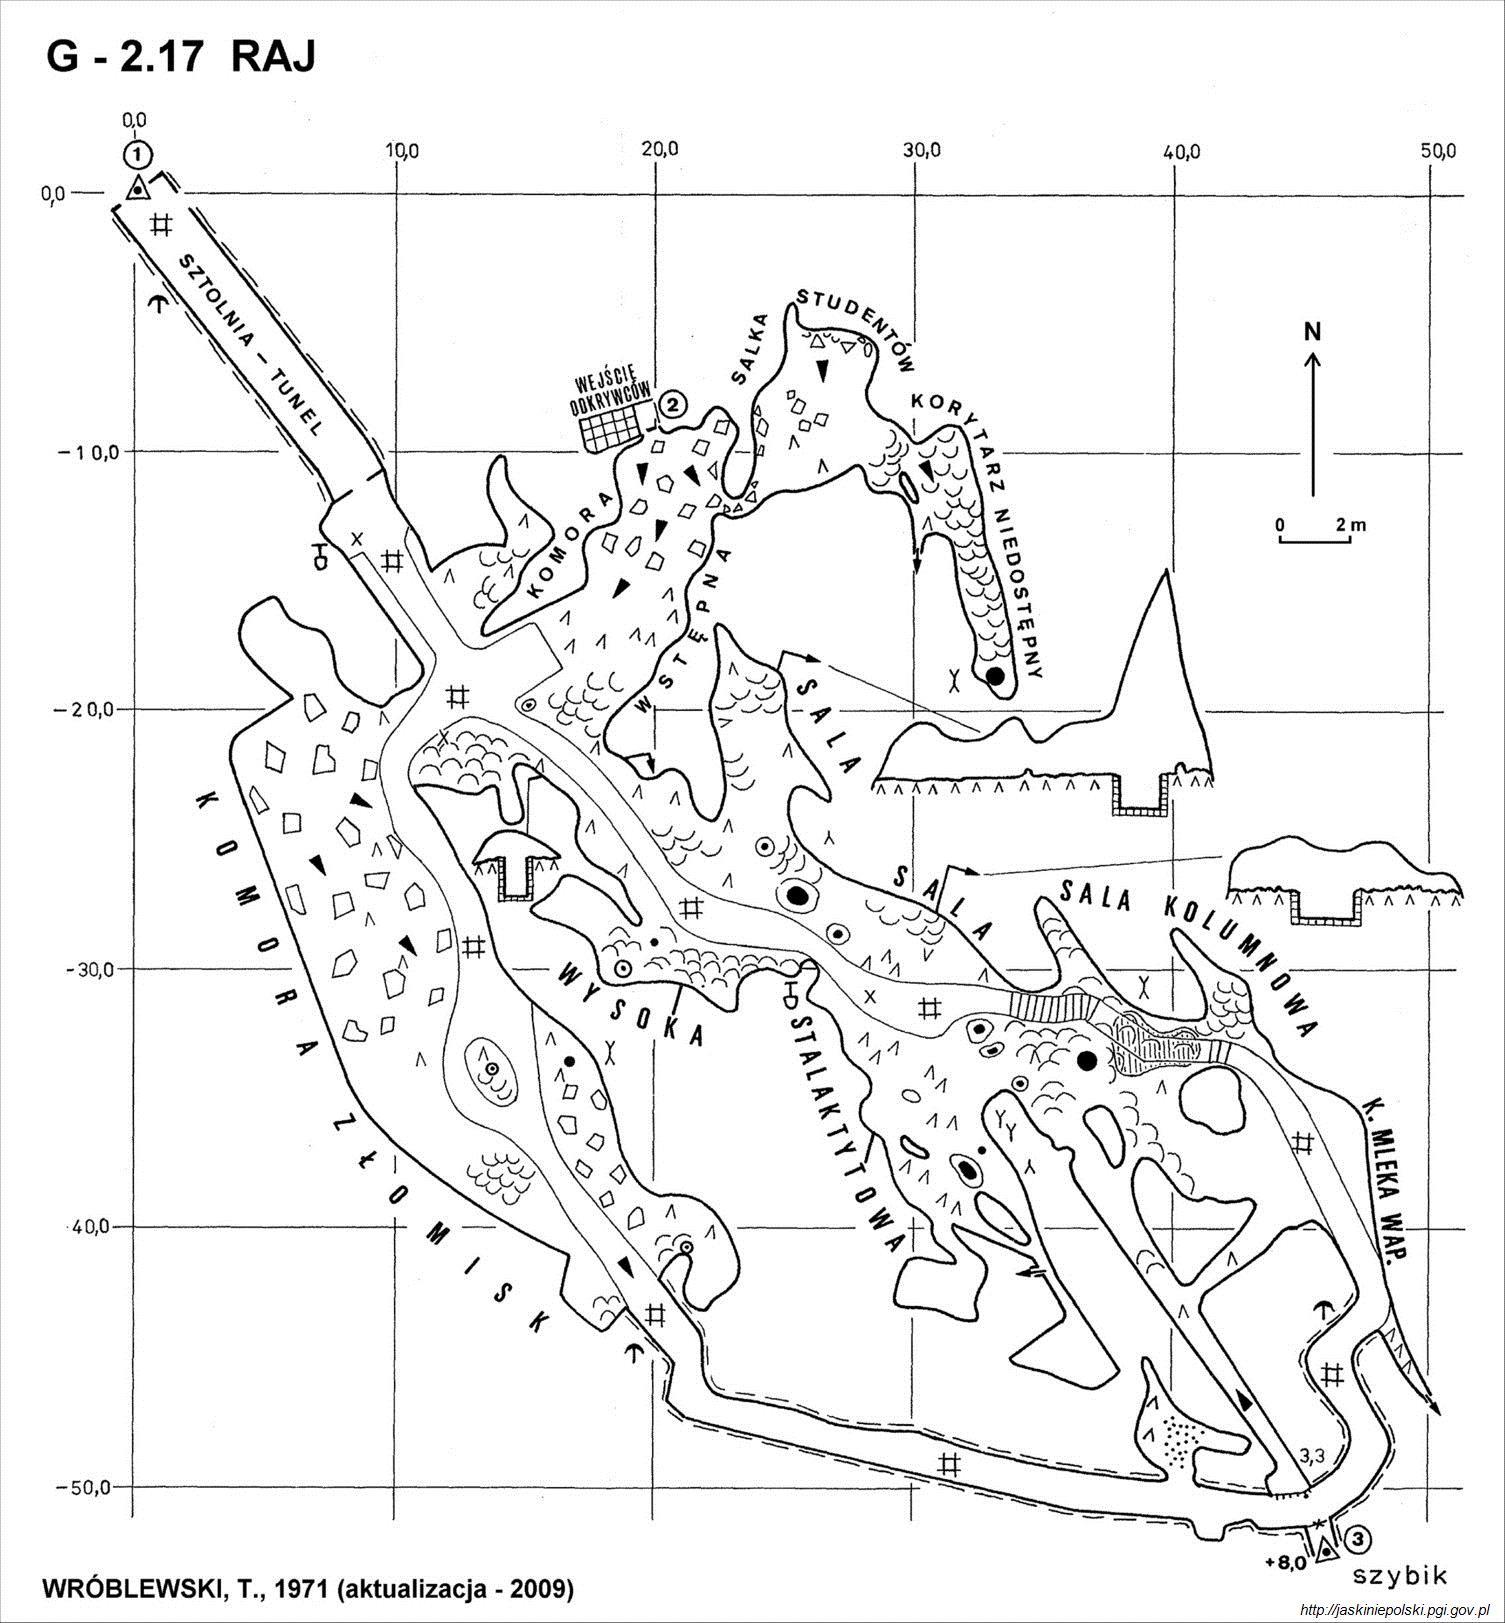 G - 2.17 RAJ
0,0
10,0
20,0
30,0
40,0
50,0
1
0,0
SZTOLNIA - TUNEL
SALKA STUDENTÓW
N
WEJŚCIE
ODKRYWCÓW
2
KORYTARZ NIEDOSTĘPNY
-10,0
0 2 m
KOMORA WSTĘPNA
-20,0
SALA
KOMORA ZŁOMISK
SALA
SALA KOLUMNOWA
-30,0
WYSOKA
STALAKTYTOWA
K. MLEKA WAP.
-40,0
3,3
-50,0
3
+8,0
szybik
WRÓBLEWSKI, T., 1971 (aktualizacja - 2009)
http://jaskiniepolski.pgi.gov.pl